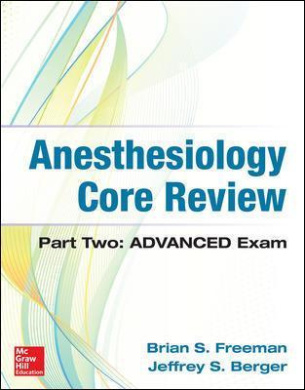 Anesthesiology
Core Review
Part Two: ADVANCED Exam
Mc
Graw
Hill
Education
Brian S. Freeman
Jeffrey S. Berger